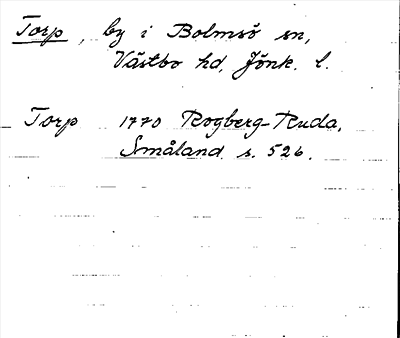 Torp, by i Bolmsö sn,
Västbo hd, Jönk. l.
Torp 1770 Rogberg-Ruda,
Småland s. 526.